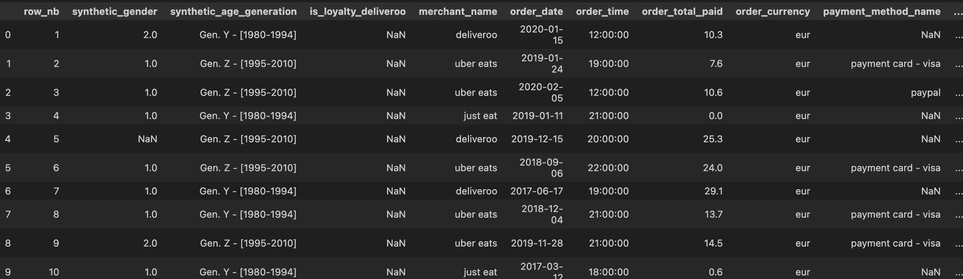 row_nb synthetic_gender synthetic_age_generation is_loyalty_deliveroo merchant_name order_date order_time order_total_paid order_currency payment_method_name ...
0 1 2.0 Gen. Y - [1980-1994] NaN deliveroo 2020-01-15 12:00:00 10.3 eur NaN ...
1 2 1.0 Gen. Z - [1995-2010] NaN uber eats 2019-01-24 19:00:00 7.6 eur payment card - visa ...
2 3 1.0 Gen. Z - [1995-2010] NaN uber eats 2020-02-05 12:00:00 10.6 eur paypal ...
3 4 1.0 Gen. Y - [1980-1994] NaN just eat 2019-01-11 21:00:00 0.0 eur NaN ...
4 5 NaN Gen. Z - [1995-2010] NaN deliveroo 2019-12-15 20:00:00 25.3 eur NaN ...
5 6 1.0 Gen. Z - [1995-2010] NaN uber eats 2018-09-06 22:00:00 24.0 eur payment card - visa ...
6 7 1.0 Gen. Y - [1980-1994] NaN deliveroo 2017-06-17 19:00:00 29.1 eur NaN ...
7 8 1.0 Gen. Y - [1980-1994] NaN uber eats 2018-12-04 21:00:00 13.7 eur payment card - visa ...
8 9 2.0 Gen. Z - [1995-2010] NaN uber eats 2019-11-28 21:00:00 14.5 eur payment card - visa ...
9 10 1.0 Gen. Y - [1980-1994] NaN just eat 2017-03-12 18:00:00 0.6 eur NaN ...